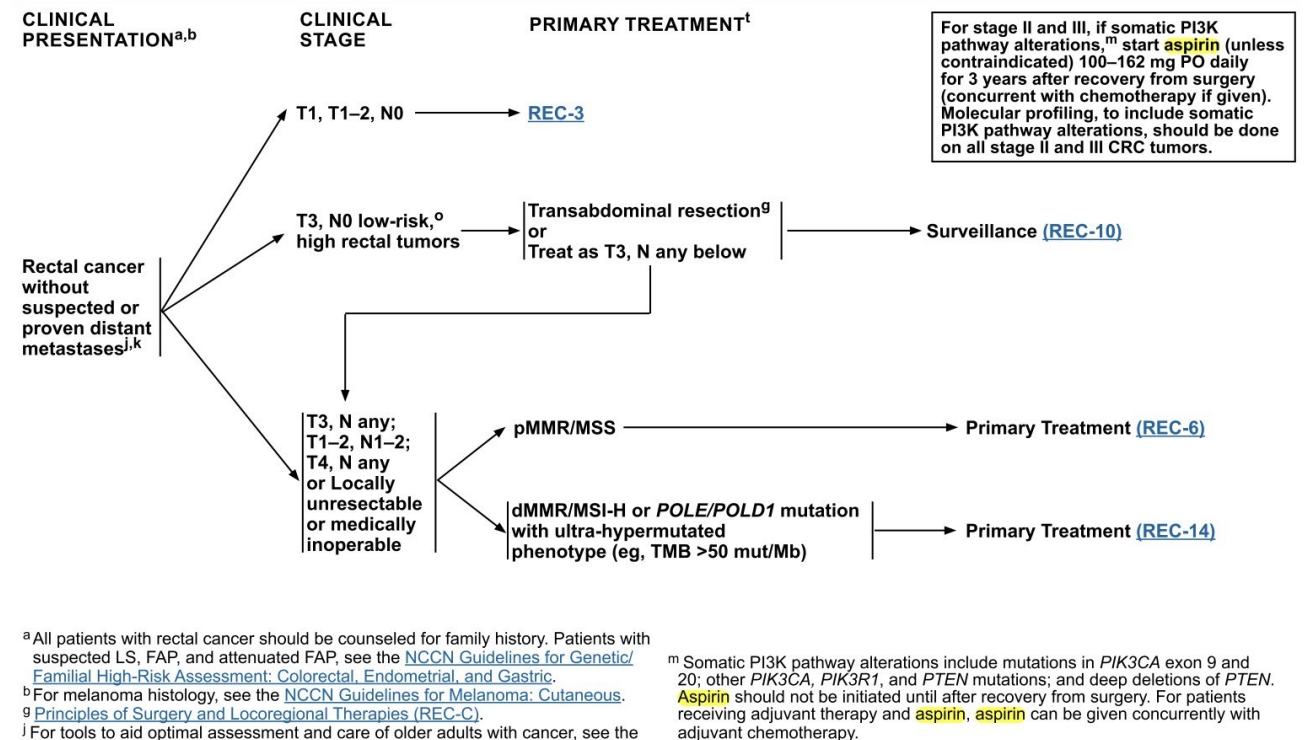 CLINICAL
PRESENTATIONa,b
CLINICAL
STAGE
PRIMARY TREATMENTt
For stage II and III, if somatic PI3K
pathway alterations,m start aspirin (unless
contraindicated) 100–162 mg PO daily
for 3 years after recovery from surgery
(concurrent with chemotherapy if given).
Molecular profiling, to include somatic
PI3K pathway alterations, should be done
on all stage II and III CRC tumors.
T1, T1–2, N0
REC-3
T3, N0 low-risk,o
high rectal tumors
Transabdominal resectiong
or
Treat as T3, N any below
Surveillance (REC-10)
Rectal cancer
without
suspected or
proven distant
metastasesj,k
T3, N any;
T1–2, N1–2;
T4, N any
or Locally
unresectable
or medically
inoperable
pMMR/MSS
Primary Treatment (REC-6)
dMMR/MSI-H or POLE/POLD1 mutation
with ultra-hypermutated
phenotype (eg, TMB >50 mut/Mb)
Primary Treatment (REC-14)
a All patients with rectal cancer should be counseled for family history. Patients with
suspected LS, FAP, and attenuated FAP, see the NCCN Guidelines for Genetic/
Familial High-Risk Assessment: Colorectal, Endometrial, and Gastric.
b For melanoma histology, see the NCCN Guidelines for Melanoma: Cutaneous.
g Principles of Surgery and Locoregional Therapies (REC-C).
j For tools to aid optimal assessment and care of older adults with cancer, see the
m Somatic PI3K pathway alterations include mutations in PIK3CA exon 9 and
20; other PIK3CA, PIK3R1, and PTEN mutations; and deep deletions of PTEN.
Aspirin should not be initiated until after recovery from surgery. For patients
receiving adjuvant therapy and aspirin, aspirin can be given concurrently with
adjuvant chemotherapy.